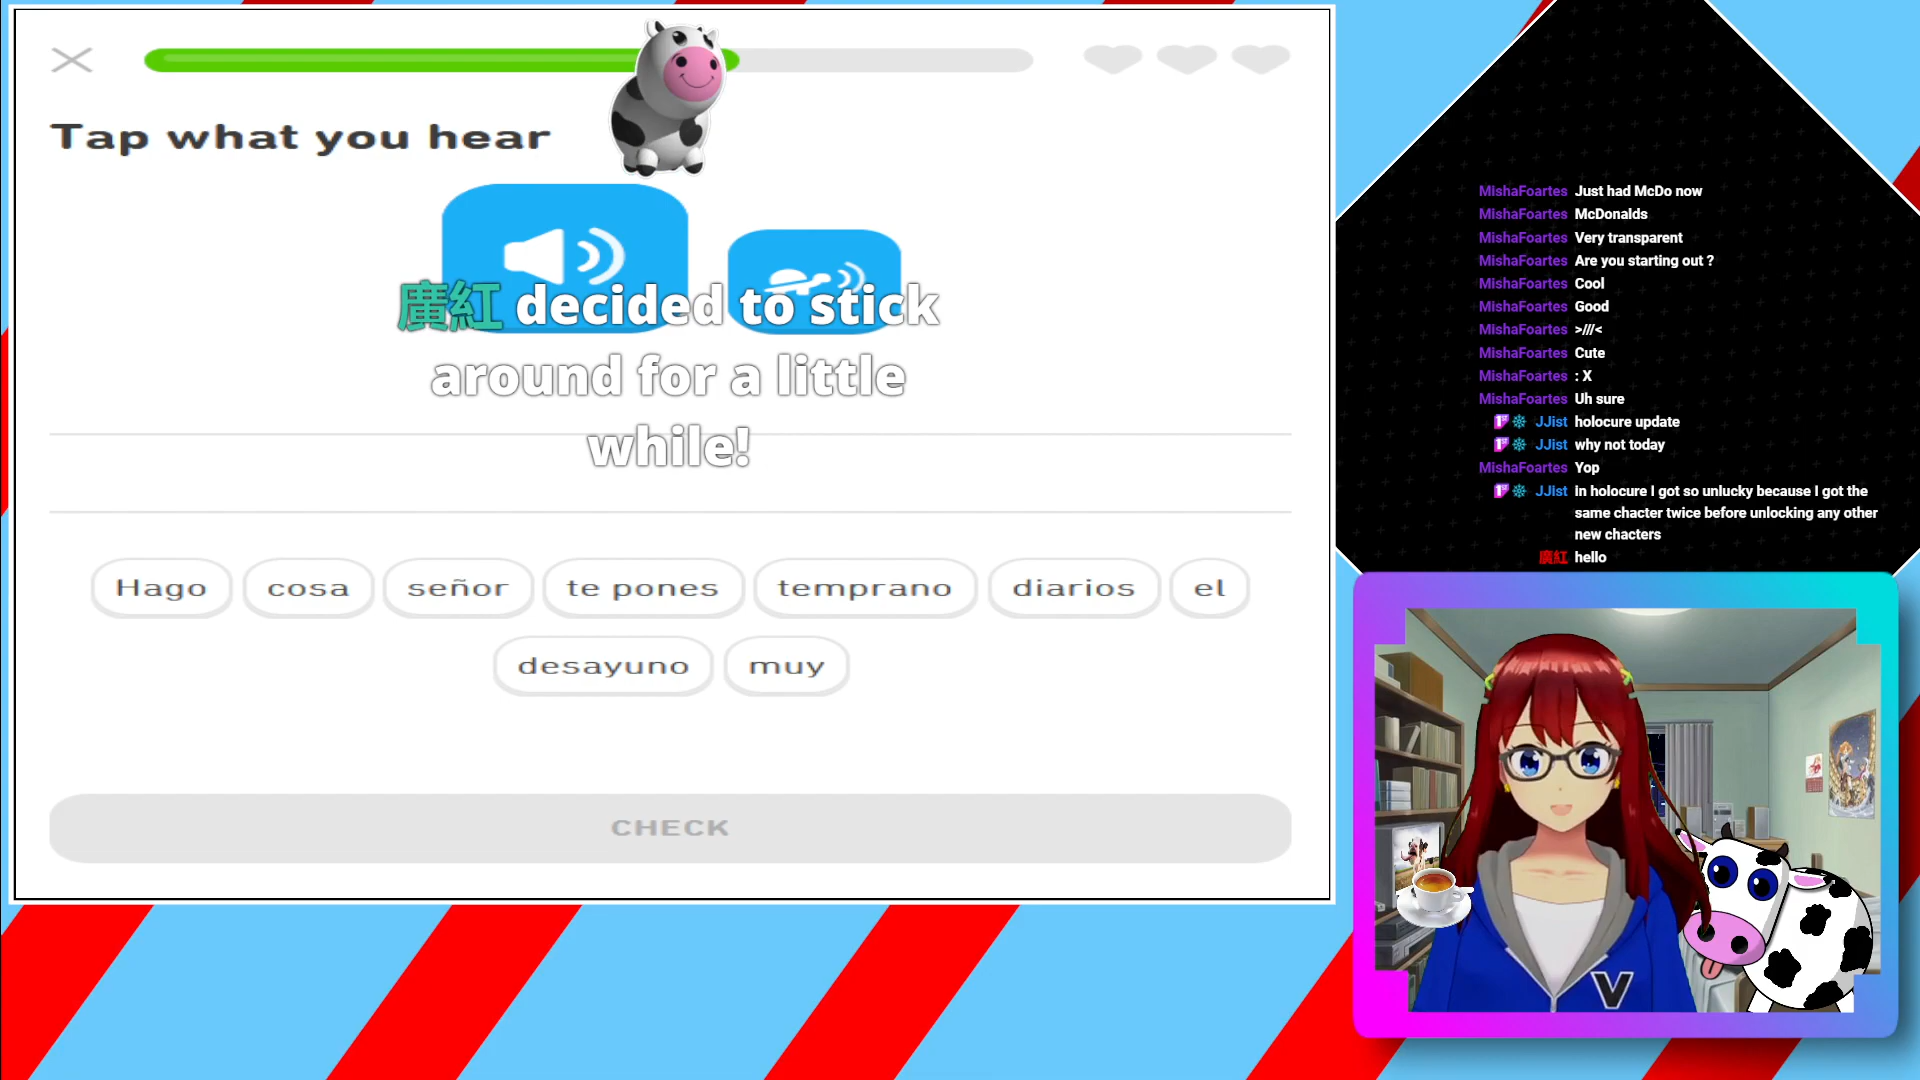 Tap what you hear
廣紅 decided to stick
around for a little
while!
Hago cosa señor te pones temprano diarios el
desayuno muy
CHECK
MishaFoartes Just had McDo now
MishaFoartes McDonalds
MishaFoartes Very transparent
MishaFoartes Are you starting out ?
MishaFoartes Cool
MishaFoartes Good
MishaFoartes >///<
MishaFoartes Cute
MishaFoartes : X
MishaFoartes Uh sure
JJist holocure update
JJist why not today
MishaFoartes Yop
JJist in holocure I got so unlucky because I got the
same chacter twice before unlocking any other
new chacters
廣紅 hello
V